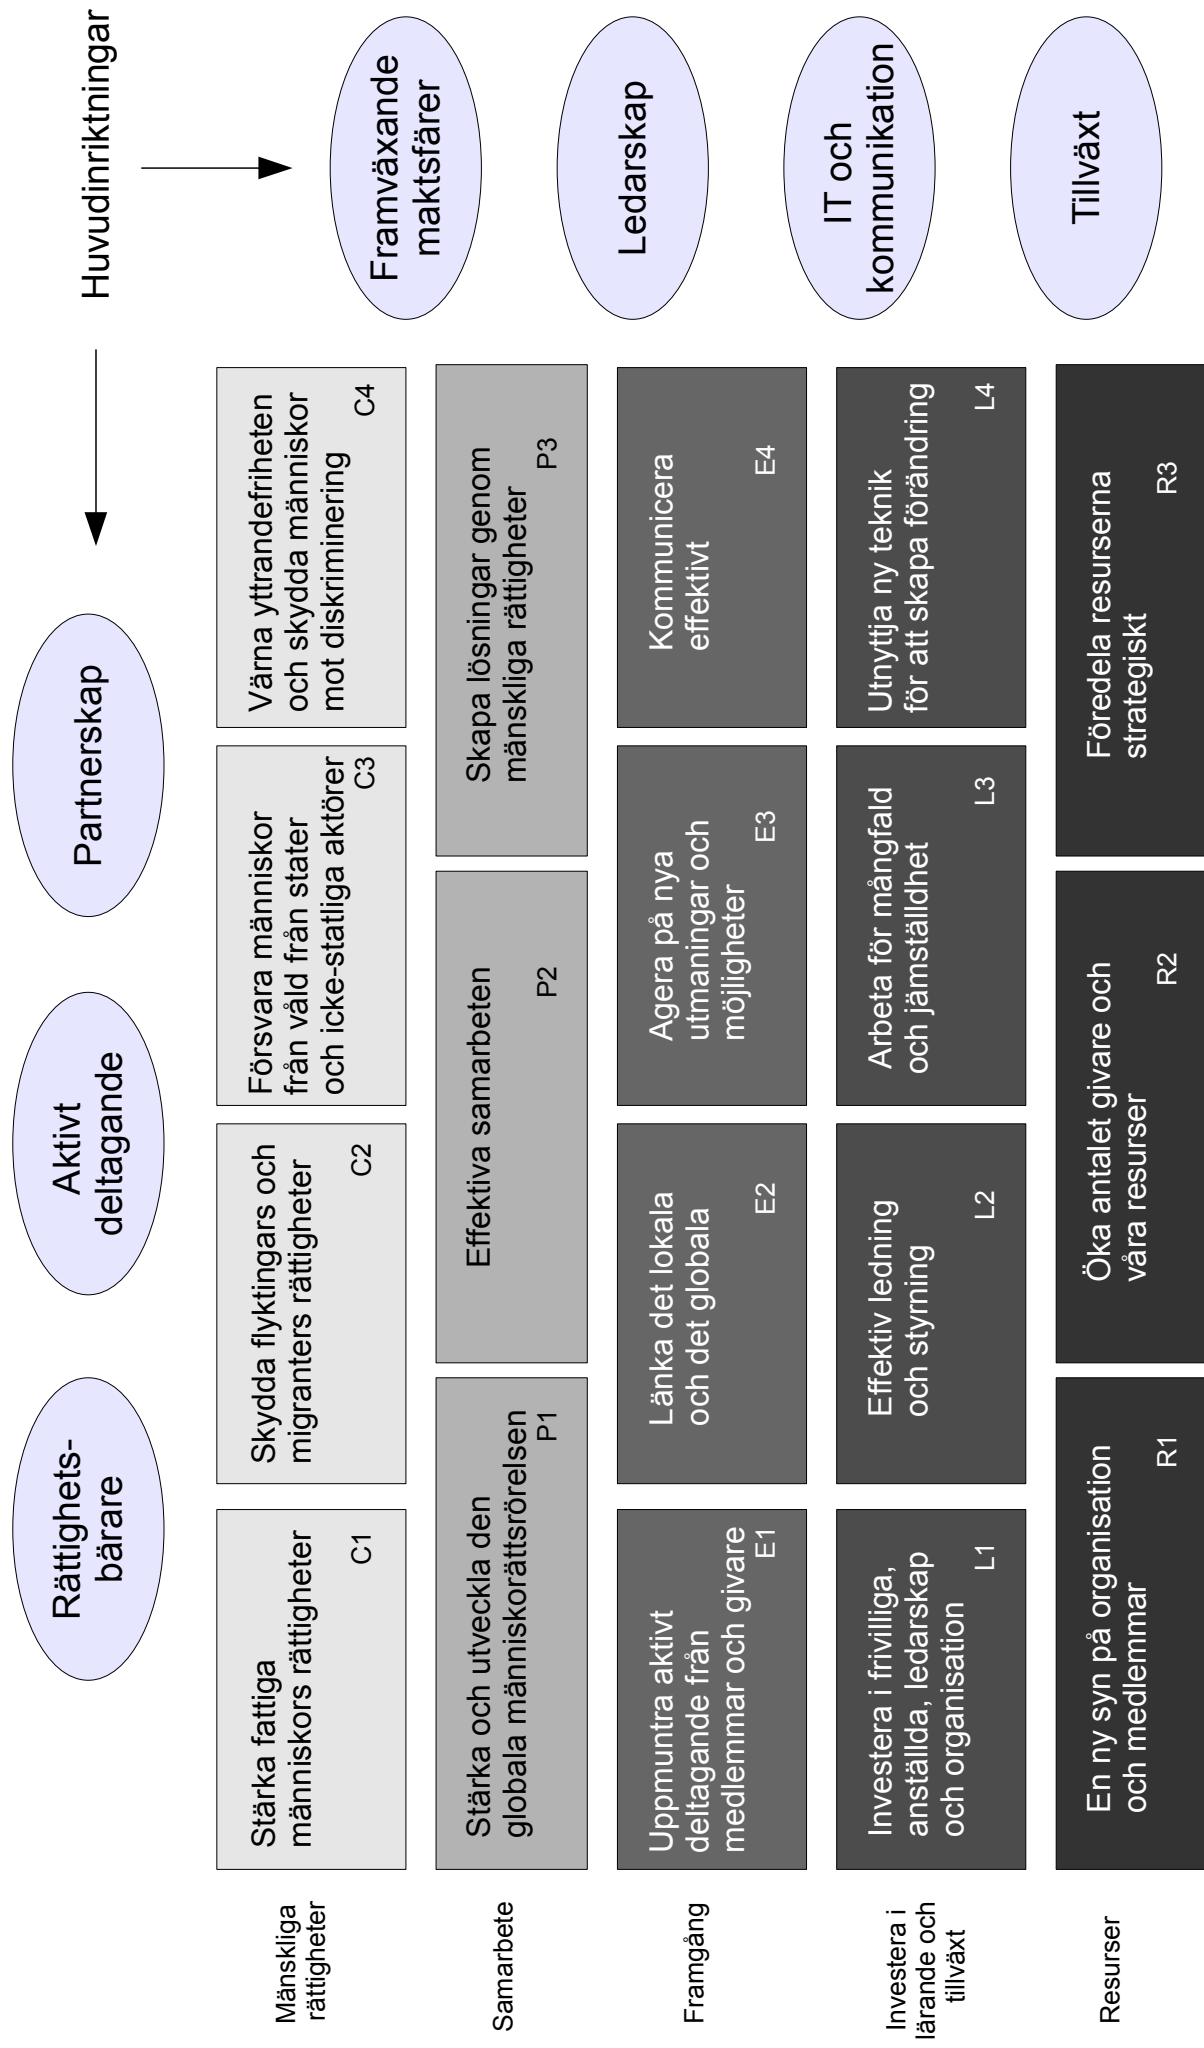 Rättighets-
bärare
Aktivt
deltagande
Partnerskap
Huvudinriktningar
Mänskliga
rättigheter
Stärka fattiga
människors rättigheter
C1
Skydda flyktingars och
migranters rättigheter
C2
Försvara människor
från våld från stater
och icke-statliga aktörer
C3
Värna yttrandefriheten
och skydda människor
mot diskriminering
C4
Framväxande
maktsfärer
Samarbete
Stärka och utveckla den
globala människorättsrörelsen
P1
Effektiva samarbeten
P2
Skapa lösningar genom
mänskliga rättigheter
P3
Ledarskap
Framgång
Uppmuntra aktivt
deltagande från
medlemmar och givare
E1
Länka det lokala
och det globala
E2
Agera på nya
utmaningar och
möjligheter
E3
Kommunicera
effektivt
E4
IT och
kommunikation
Investera i
lärande och
tillväxt
Investera i frivilliga,
anställda, ledarskap
och organisation
L1
Effektiv ledning
och styrning
L2
Arbeta för mångfald
och jämställdhet
L3
Utnyttja ny teknik
för att skapa förändring
L4
Tillväxt
Resurser
En ny syn på organisation
och medlemmar
R1
Öka antalet givare och
våra resurser
R2
Föredela resurserna
strategiskt
R3